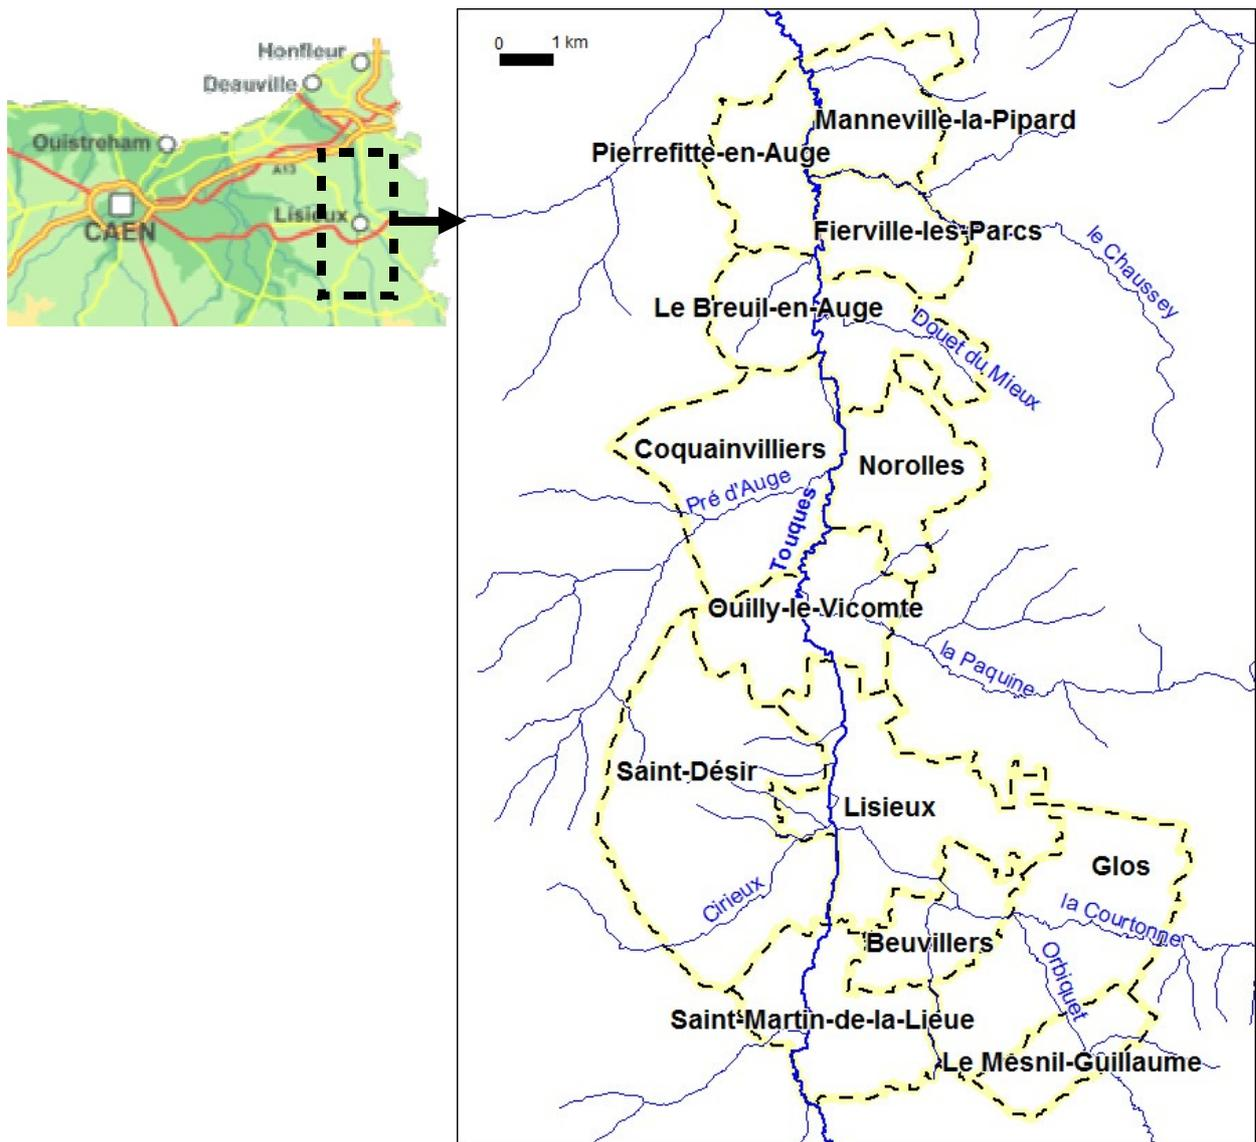 Honfleur
Deauville
Ouistreham
A13
Lisieux
CAEN
0 1 km
Manneville-la-Pipard
Pierrefitte-en-Auge
Fierville-les-Parcs
le Chaussey
Le Breuil-en-Auge
Douet du Mieux
Coquainvilliers
Norolles
Pré d'Auge
Touques
Ouilly-le-Vicomte
la Paquine
Saint-Désir
Lisieux
Glos
Cirieux
la Courtonne
Beuvillers
Orbiquet
Saint-Martin-de-la-Lieue
Le Mesnil-Guillaume